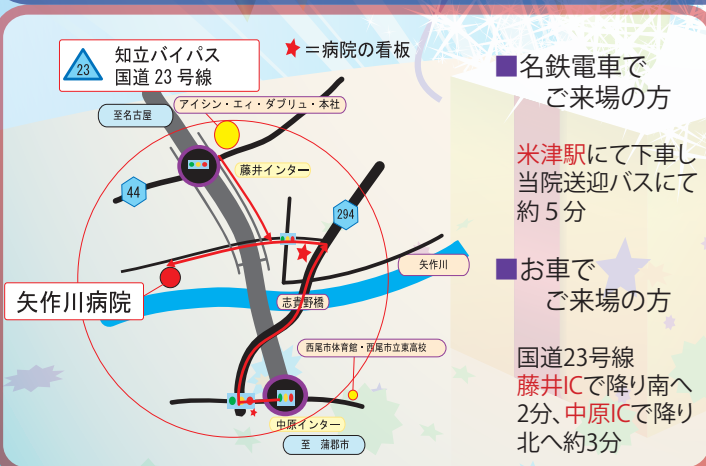 23
知立バイパス
国道 23 号線
★＝病院の看板
至名古屋
アイシン・エィ・ダブリュ・本社
藤井インター
44
294
矢作川
矢作川病院
志貴野橋
西尾市体育館・西尾市立東高校
中原インター
至 蒲郡市
■名鉄電車で
ご来場の方
米津駅にて下車し
当院送迎バスにて
約５分
■お車で
ご来場の方
国道23号線
藤井ICで降り南へ
2分、中原ICで降り
北へ約3分